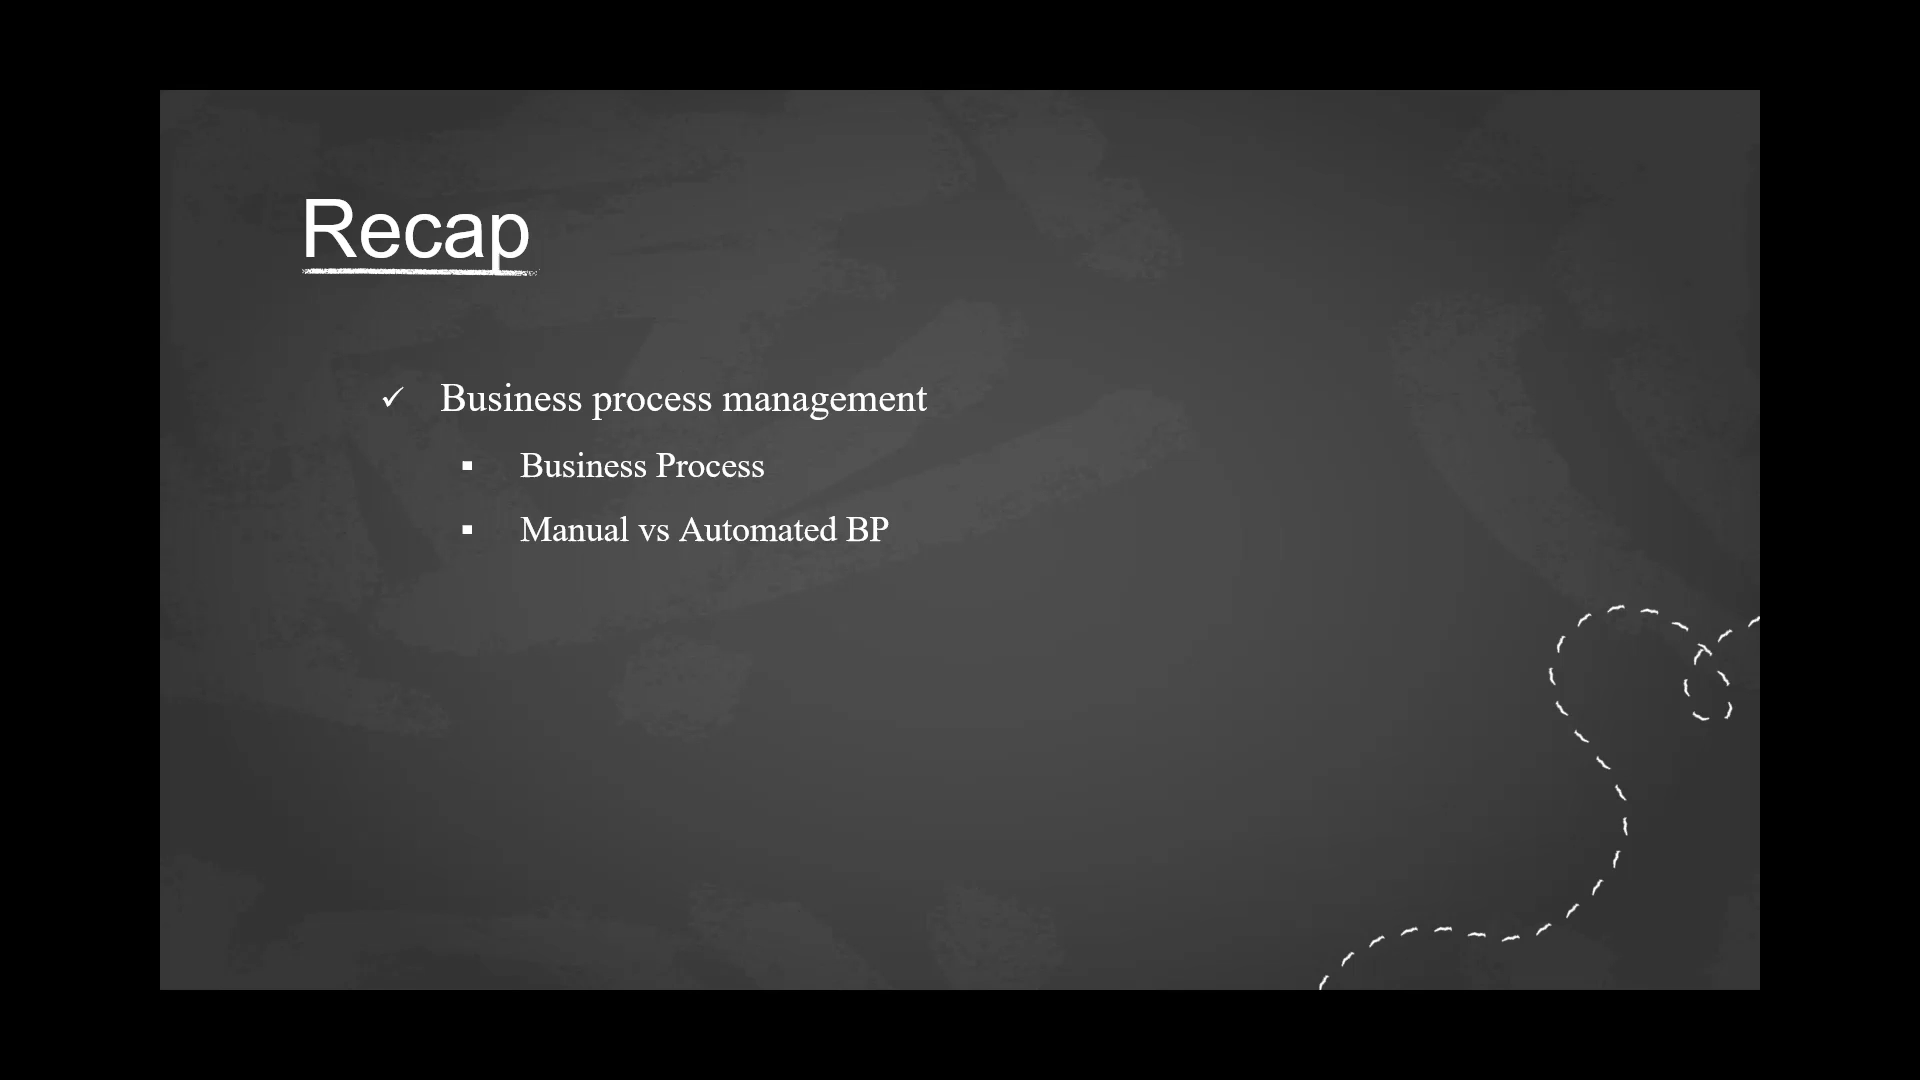 Recap
✓ Business process management
▪ Business Process
▪ Manual vs Automated BP